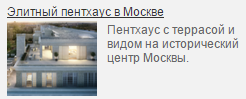 Элитный пентхаус в Москве
Пентхаус с террасой и
видом на исторический
центр Москвы.